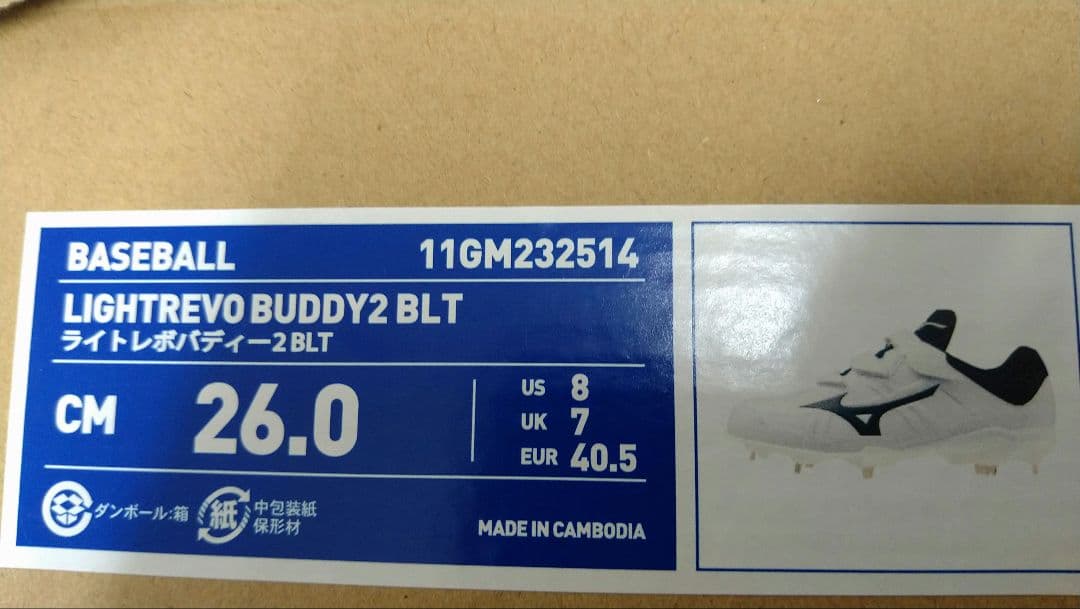 BASEBALL 11GM232514
LIGHTREVO BUDDY2 BLT
ライトレボバディー2 BLT
CM 26.0
US 8
UK 7
EUR 40.5
ダンボール:箱
紙
中包装紙
保形材
MADE IN CAMBODIA